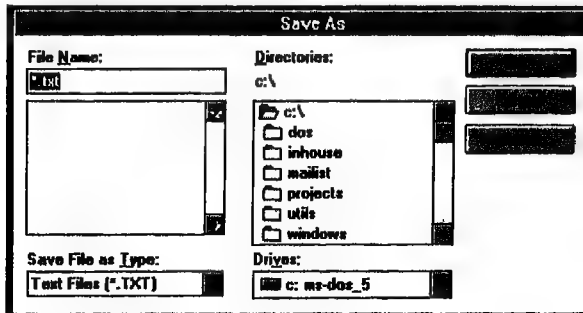 Save As
File Name:
*.txt
Save File as Type:
Text Files (*.TXT)
Directories:
c:\
c:\
dos
inhouse
mailist
projects
utils
windows
Drives:
c: ms-dos_5